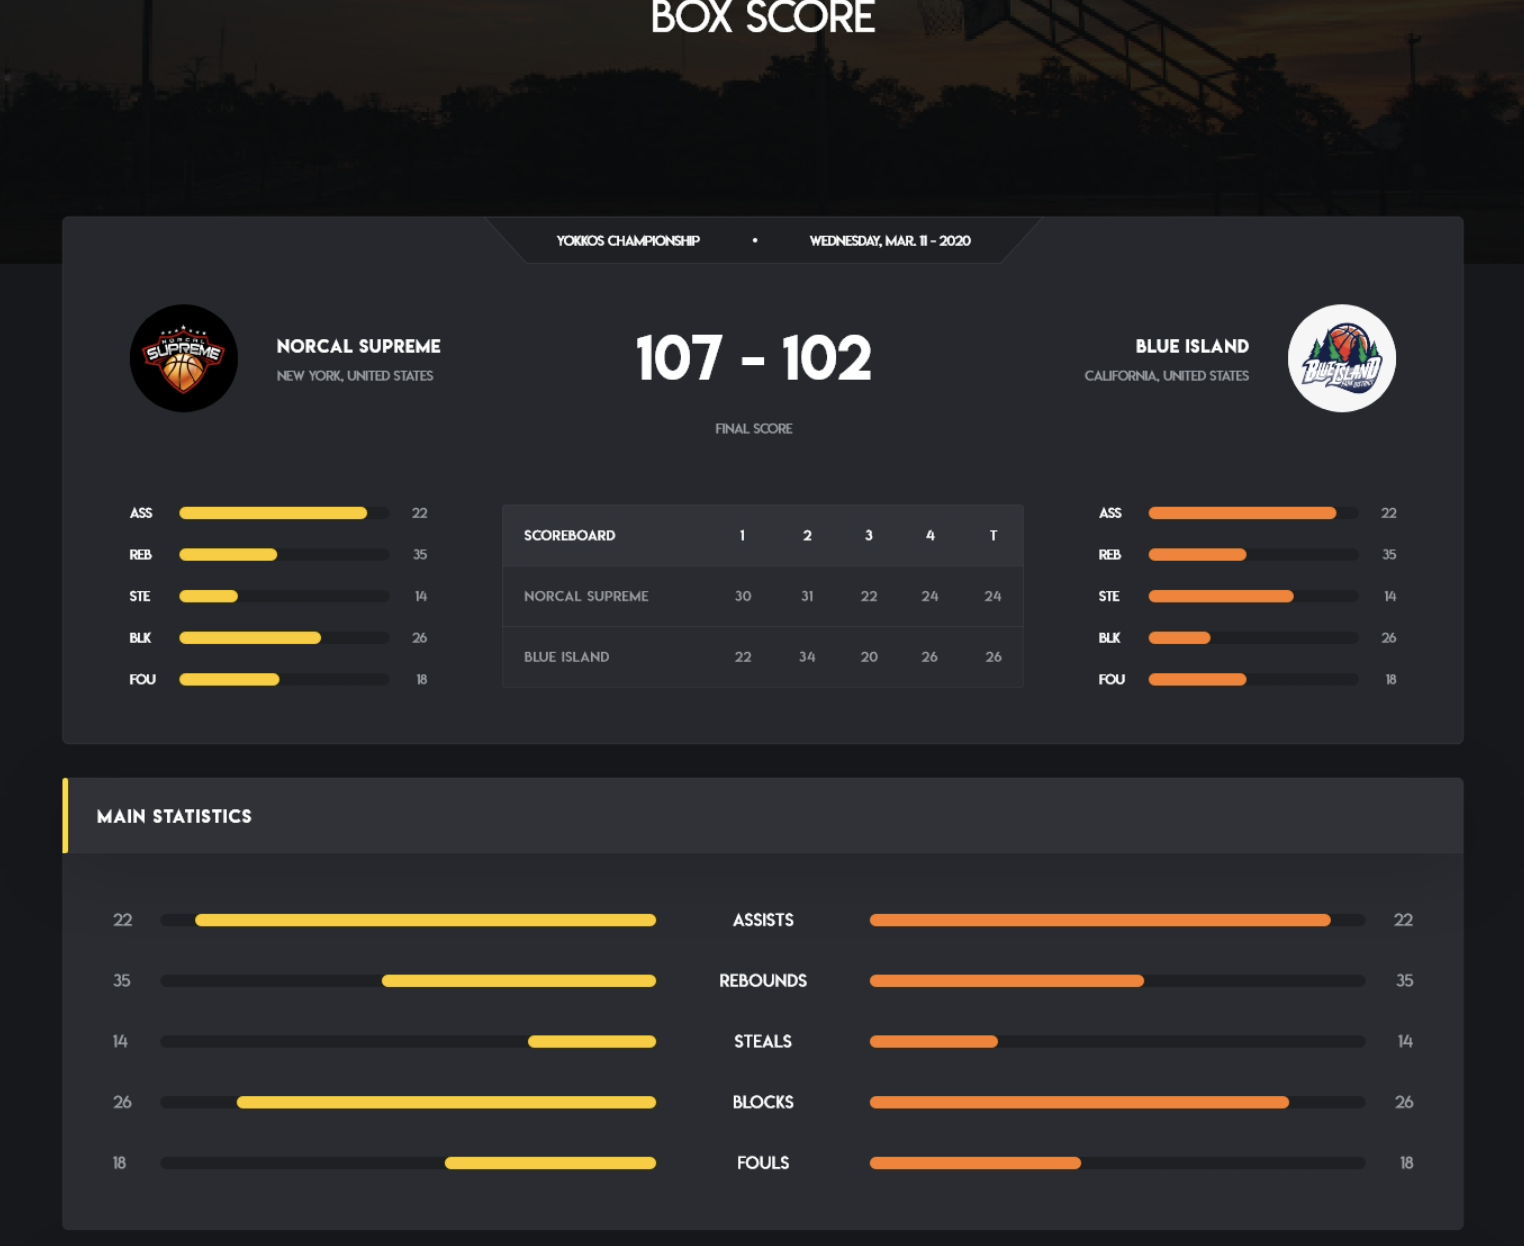 BOX SCORE
YOKKOS CHAMPIONSHIP • WEDNESDAY, MAR. 11 - 2020
NORCAL
SUPREME
NORCAL SUPREME
NEW YORK, UNITED STATES
107 - 102
FINAL SCORE
BLUE ISLAND
CALIFORNIA, UNITED STATES
BLUE ISLAND
PARK DISTRICT
ASS 22
REB 35
STE 14
BLK 26
FOU 18
SCOREBOARD 1 2 3 4 T
NORCAL SUPREME 30 31 22 24 24
BLUE ISLAND 22 34 20 26 26
ASS 22
REB 35
STE 14
BLK 26
FOU 18
MAIN STATISTICS
22 ASSISTS 22
35 REBOUNDS 35
14 STEALS 14
26 BLOCKS 26
18 FOULS 18